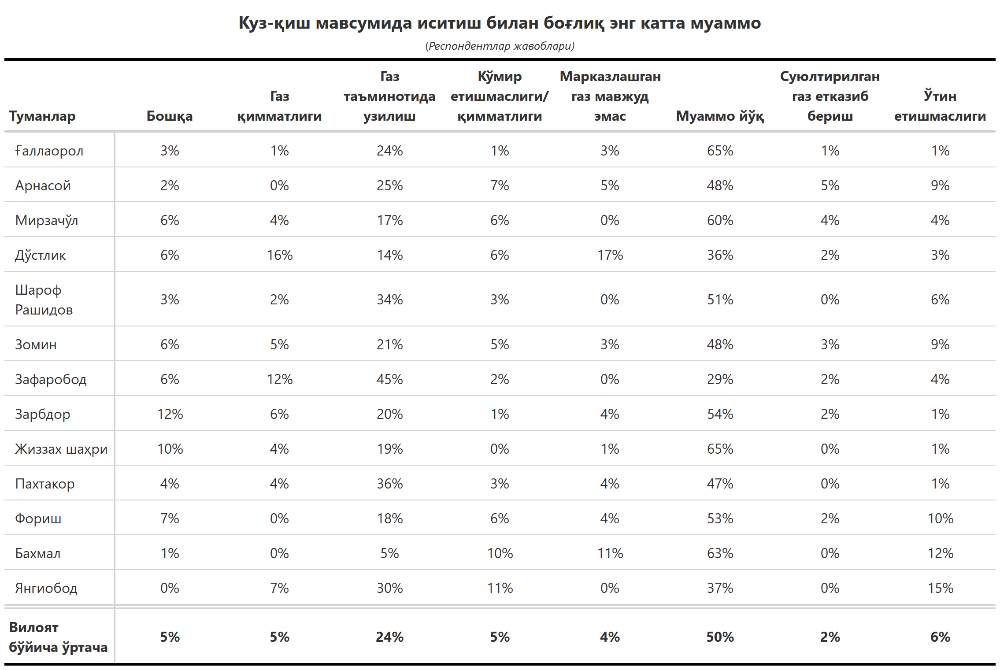 Куз-қиш мавсумида иситиш билан боғлиқ энг катта муаммо
(Респондентлар жавоблари)
Туманлар Бошқа Газ қимматлиги Газ таъминотида узилиш Кўмир етишмаслиги/ қимматлиги Марказлашган газ мавжуд эмас Муаммо йўқ Суюлтирилган газ етказиб бериш Ўтин етишмаслиги
Ғаллаорол 3% 1% 24% 1% 3% 65% 1% 1%
Арнасой 2% 0% 25% 7% 5% 48% 5% 9%
Мирзачўл 6% 4% 17% 6% 0% 60% 4% 4%
Дўстлик 6% 16% 14% 6% 17% 36% 2% 3%
Шароф Рашидов 3% 2% 34% 3% 0% 51% 0% 6%
Зомин 6% 5% 21% 5% 3% 48% 3% 9%
Зафаробод 6% 12% 45% 2% 0% 29% 2% 4%
Зарбдор 12% 6% 20% 1% 4% 54% 2% 1%
Жиззах шаҳри 10% 4% 19% 0% 1% 65% 0% 1%
Пахтакор 4% 4% 36% 3% 4% 47% 0% 1%
Фориш 7% 0% 18% 6% 4% 53% 2% 10%
Бахмал 1% 0% 5% 10% 11% 63% 0% 12%
Янгиобод 0% 7% 30% 11% 0% 37% 0% 15%
Вилоят бўйича ўртача 5% 5% 24% 5% 4% 50% 2% 6%